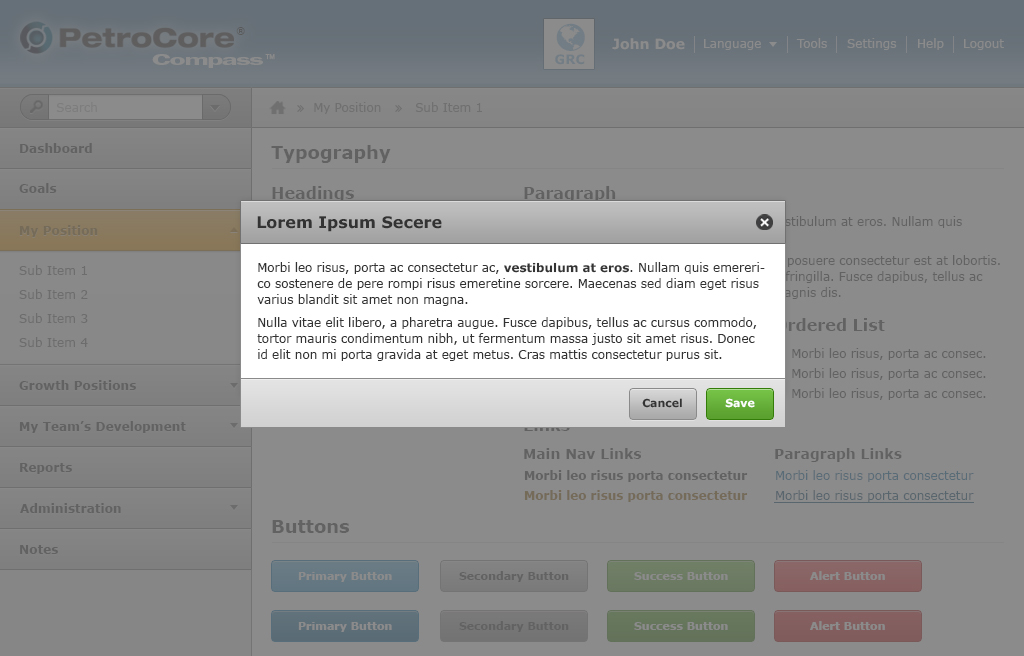 PetroCore®
Compass™
GRC
John Doe
Language
Tools
Settings
Help
Logout
Search
» My Position » Sub Item 1
Dashboard
Goals
My Position
Sub Item 1
Sub Item 2
Sub Item 3
Sub Item 4
Growth Positions
My Team's Development
Reports
Administration
Notes
Typography
Headings
Paragraph
stibulum at eros. Nullam quis
posuere consectetur est at lobortis.
fringilla. Fusce dapibus, tellus ac
agnis dis.
rdered List
Morbi leo risus, porta ac consec.
Morbi leo risus, porta ac consec.
Morbi leo risus, porta ac consec.
Lorem Ipsum Secere
Morbi leo risus, porta ac consectetur ac, vestibulum at eros. Nullam quis emereri-
co sostenere de pere rompi risus emeretine sorcere. Maecenas sed diam eget risus
varius blandit sit amet non magna.
Nulla vitae elit libero, a pharetra augue. Fusce dapibus, tellus ac cursus commodo,
tortor mauris condimentum nibh, ut fermentum massa justo sit amet risus. Donec
id elit non mi porta gravida at eget metus. Cras mattis consectetur purus sit.
Cancel
Save
Links
Main Nav Links
Morbi leo risus porta consectetur
Morbi leo risus porta consectetur
Paragraph Links
Morbi leo risus porta consectetur
Morbi leo risus porta consectetur
Buttons
Primary Button
Secondary Button
Success Button
Alert Button
Primary Button
Secondary Button
Success Button
Alert Button